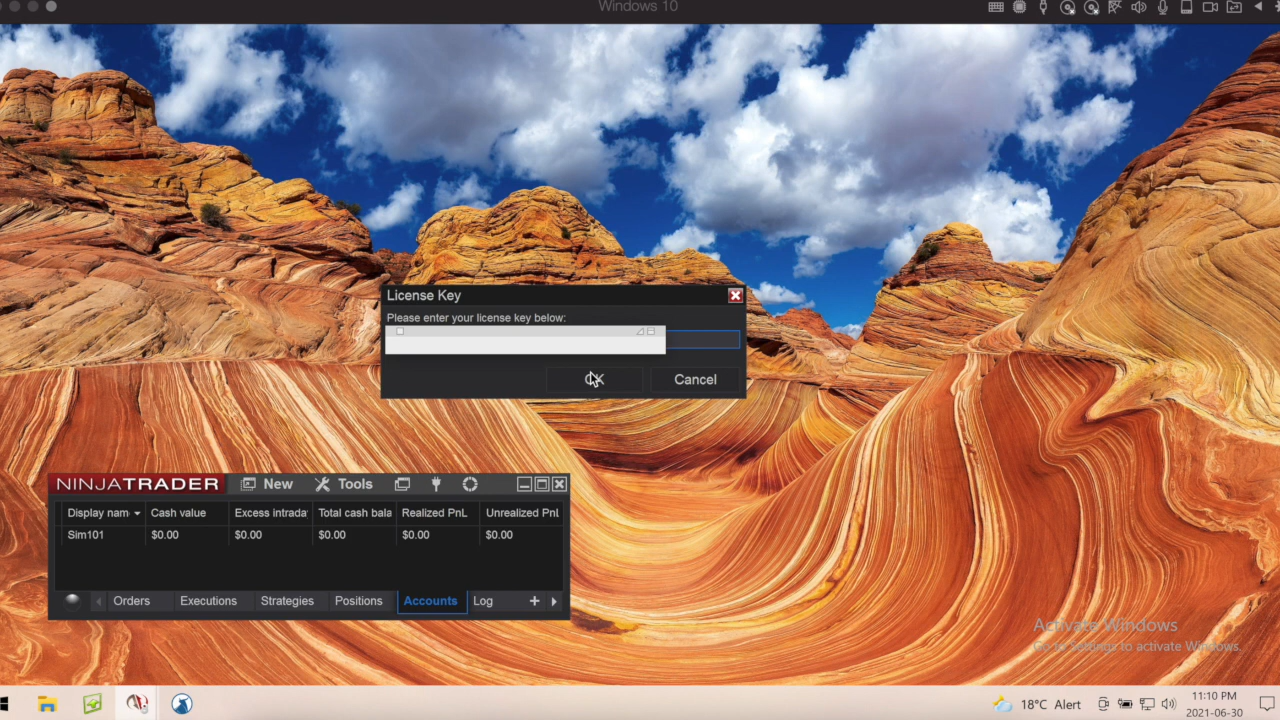 Windows 10
License Key
Please enter your license key below:
OK
Cancel
NINJATRADER
New
Tools
Display nam
Cash value
Excess intrada
Total cash bala
Realized PnL
Unrealized PnL
Sim101
$0.00
$0.00
$0.00
$0.00
$0.00
Orders
Executions
Strategies
Positions
Accounts
Log
+
Activate Windows
Go to Settings to activate Windows.
18°C Alert
11:10 PM
2021-06-30